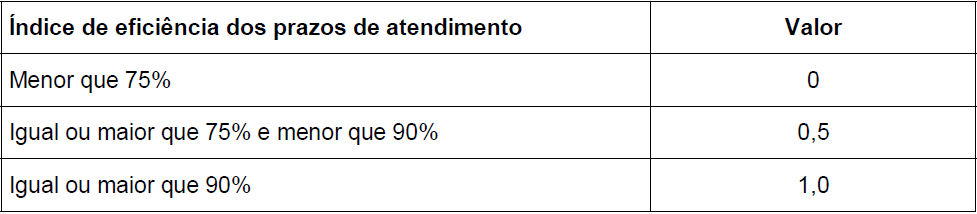 Índice de eficiência dos prazos de atendimento Valor
Menor que 75% 0
Igual ou maior que 75% e menor que 90% 0,5
Igual ou maior que 90% 1,0